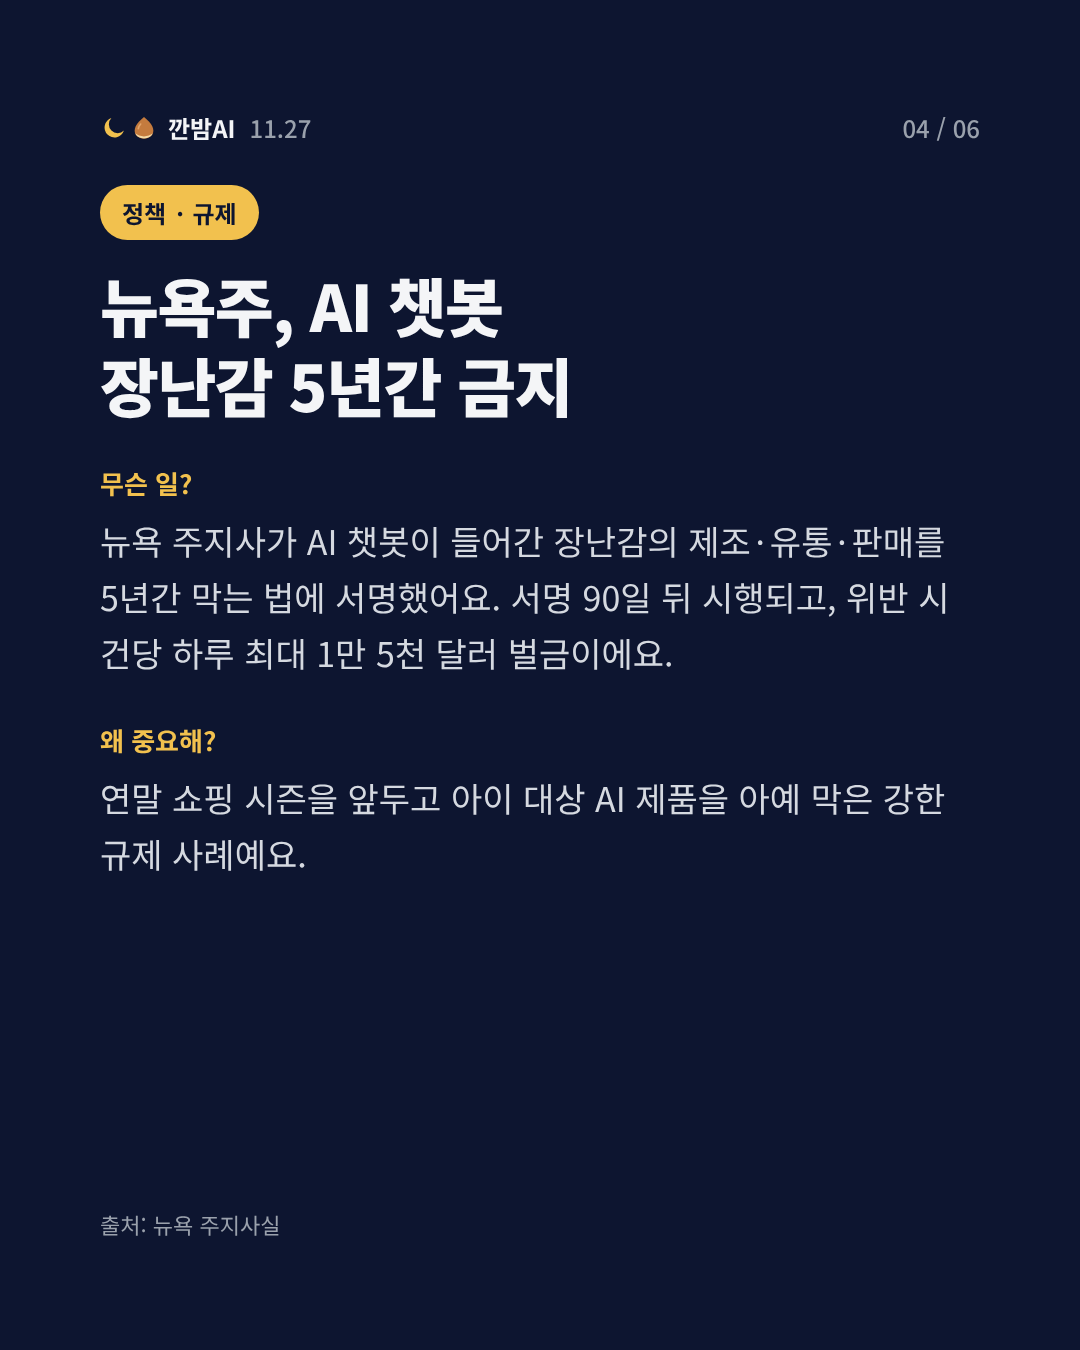 깐밤AI 11.27
04 / 06
정책 · 규제
뉴욕주, AI 챗봇
장난감 5년간 금지
무슨 일?
뉴욕 주지사가 AI 챗봇이 들어간 장난감의 제조·유통·판매를
5년간 막는 법에 서명했어요. 서명 90일 뒤 시행되고, 위반 시
건당 하루 최대 1만 5천 달러 벌금이에요.
왜 중요해?
연말 쇼핑 시즌을 앞두고 아이 대상 AI 제품을 아예 막은 강한
규제 사례예요.
출처: 뉴욕 주지사실